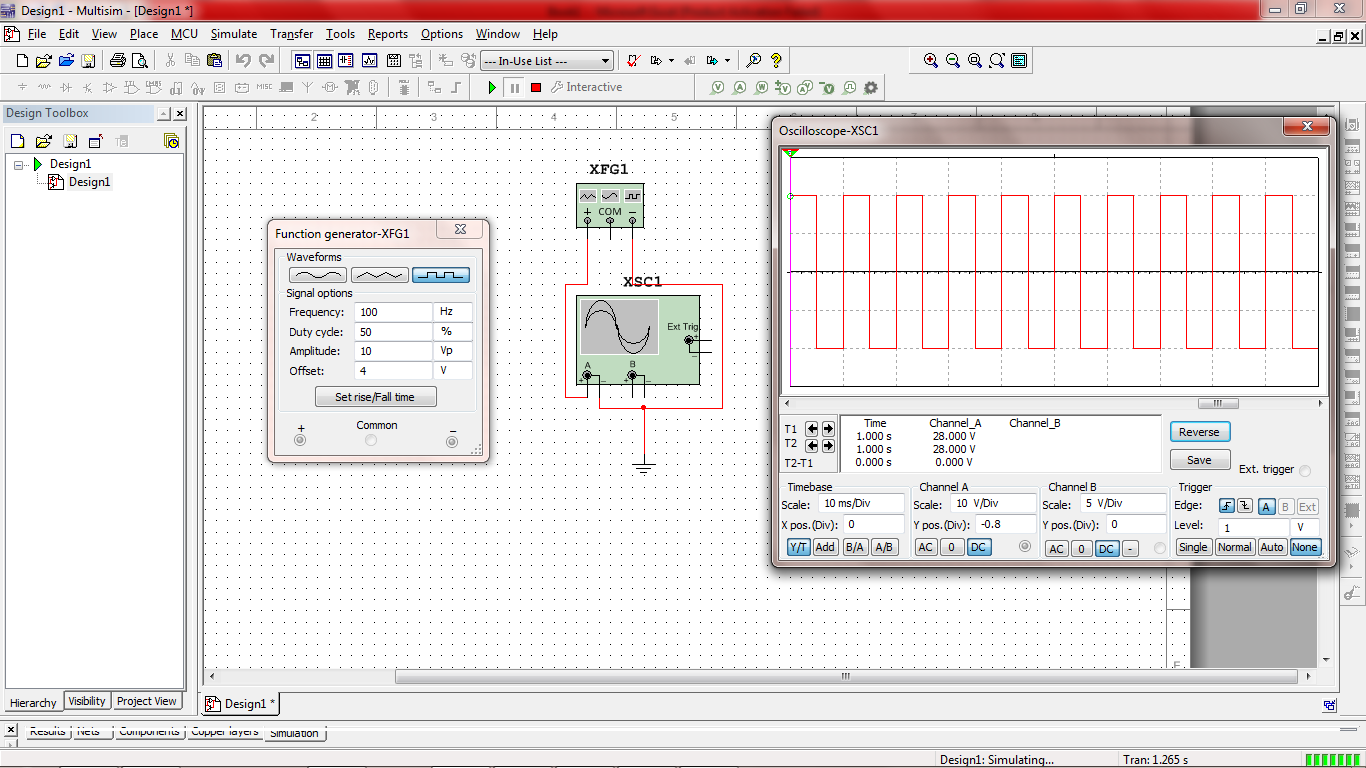 Design1 - Multisim - [Design1 *]
File Edit View Place MCU Simulate Transfer Tools Reports Options Window Help
--- In-Use List ---
MISC Interactive
V A W V AV V
Design Toolbox
Design1
Design1
Hierarchy Visibility Project View
2 3 4 5
XFG1
+ COM −
XSC1
Ext Trig
+
−
A B
+ − + −
Function generator-XFG1
Waveforms
Signal options
Frequency: 100 Hz
Duty cycle: 50 %
Amplitude: 10 Vp
Offset: 4 V
Set rise/Fall time
+ Common −
Oscilloscope-XSC1
T1
T2
T2-T1
Time Channel_A Channel_B
1.000 s 28.000 V
1.000 s 28.000 V
0.000 s 0.000 V
Reverse
Save
Ext. trigger
Timebase
Scale: 10 ms/Div
X pos.(Div): 0
Y/T Add B/A A/B
Channel A
Scale: 10 V/Div
Y pos.(Div): -0.8
AC 0 DC
Channel B
Scale: 5 V/Div
Y pos.(Div): 0
AC 0 DC -
Trigger
Edge: A B Ext
Level: 1 V
Single Normal Auto None
E
Design1 *
Results Nets Components Copper layers Simulation
Design1: Simulating... Tran: 1.265 s